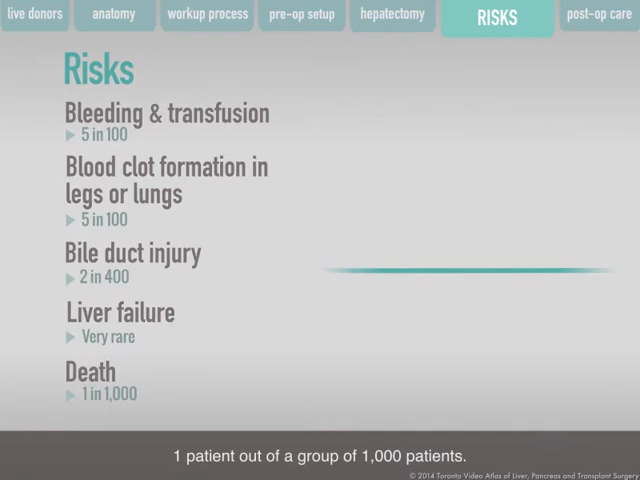 live donors
anatomy
workup process
pre-op setup
hepatectomy
RISKS
post-op care
Risks
Bleeding & transfusion
5 in 100
Blood clot formation in
legs or lungs
5 in 100
Bile duct injury
2 in 400
Liver failure
Very rare
Death
1 in 1,000
1 patient out of a group of 1,000 patients.
© 2014 Toronto Video Atlas of Liver, Pancreas and Transplant Surgery